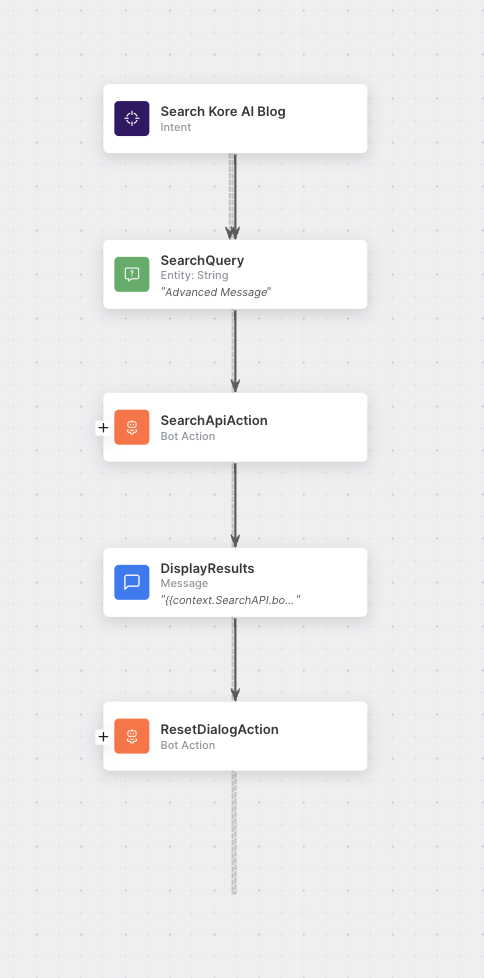 Search Kore AI Blog
Intent
SearchQuery
Entity: String
"Advanced Message"
SearchApiAction
Bot Action
DisplayResults
Message
"{{context.SearchAPI.bo... "
ResetDialogAction
Bot Action